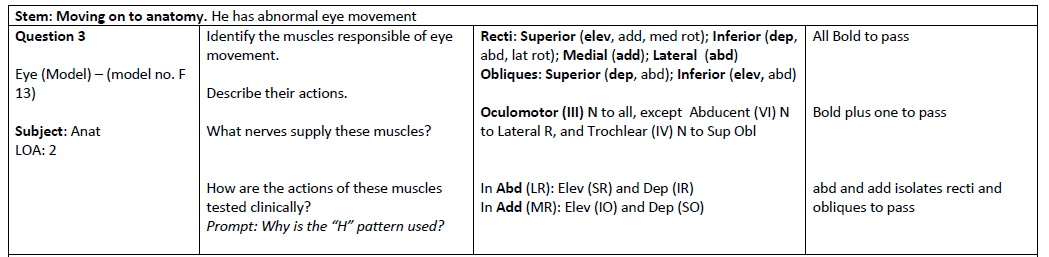 Stem: Moving on to anatomy. He has abnormal eye movement
Question 3
Eye (Model) – (model no. F
13)
Subject: Anat
LOA: 2
Identify the muscles responsible of eye
movement.
Describe their actions.
What nerves supply these muscles?
How are the actions of these muscles
tested clinically?
Prompt: Why is the “H” pattern used?
Recti: Superior (elev, add, med rot); Inferior (dep,
abd, lat rot); Medial (add); Lateral  (abd)
Obliques: Superior (dep, abd); Inferior (elev, abd)
Oculomotor (III) N to all, except  Abducent (VI) N
to Lateral R, and Trochlear (IV) N to Sup Obl
In Abd (LR): Elev (SR) and Dep (IR)
In Add (MR): Elev (IO) and Dep (SO)
All Bold to pass
Bold plus one to pass
abd and add isolates recti and
obliques to pass